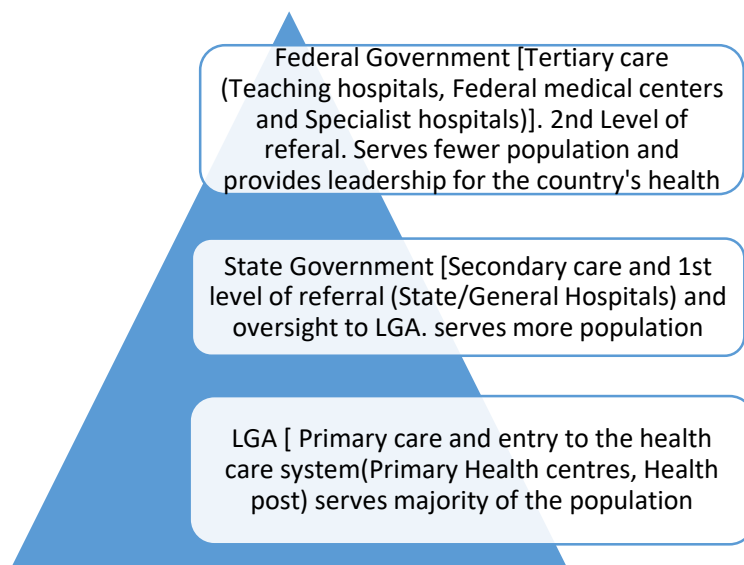 Federal Government [Tertiary care
(Teaching hospitals, Federal medical centers
and Specialist hospitals)]. 2nd Level of
referal. Serves fewer population and
provides leadership for the country's health
State Government [Secondary care and 1st
level of referral (State/General Hospitals) and
oversight to LGA. serves more population
LGA [ Primary care and entry to the health
care system(Primary Health centres, Health
post) serves majority of the population